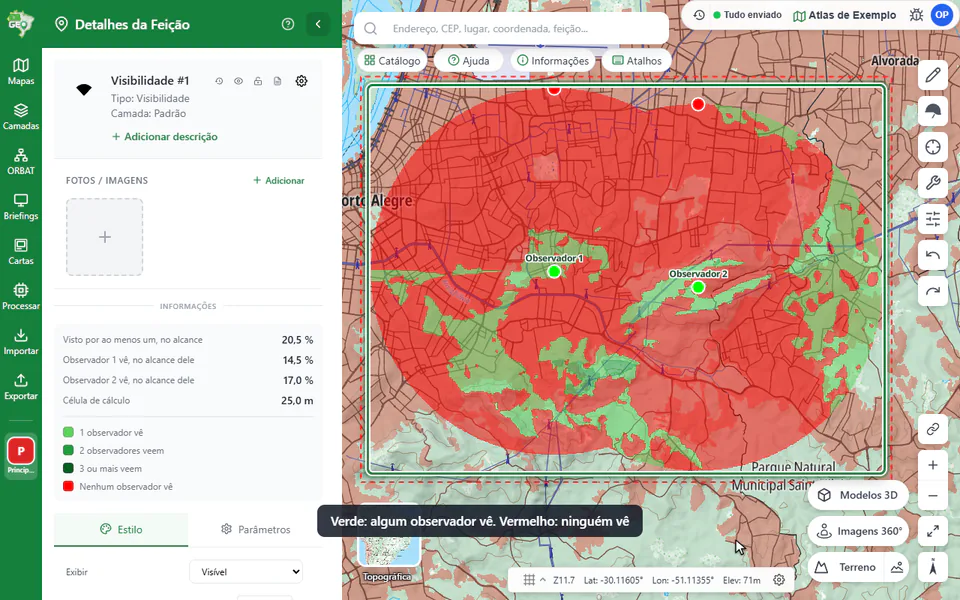 GEO
Detalhes da Feição
Mapas
Camadas
ORBAT
Briefings
Cartas
Processar
Importar
Exportar
P
Princip...
Visibilidade #1
Tipo: Visibilidade
Camada: Padrão
+ Adicionar descrição
FOTOS / IMAGENS
+ Adicionar
INFORMAÇÕES
Visto por ao menos um, no alcance 20,5 %
Observador 1 vê, no alcance dele 14,5 %
Observador 2 vê, no alcance dele 17,0 %
Célula de cálculo 25,0 m
1 observador vê
2 observadores veem
3 ou mais veem
Nenhum observador vê
Estilo
Parâmetros
Exibir
Visível
Endereço, CEP, lugar, coordenada, feição...
Tudo enviado
Atlas de Exemplo
OP
Catálogo
Ajuda
Informações
Atalhos
Alvorada
orto Alegre
Observador 1
Observador 2
Parque Natural
Municipal Sain
Modelos 3D
Imagens 360°
Terreno
Verde: algum observador vê. Vermelho: ninguém vê
Topográfica
Z11.7 Lat: -30.11605° Lon: -51.11355° Elev: 71m